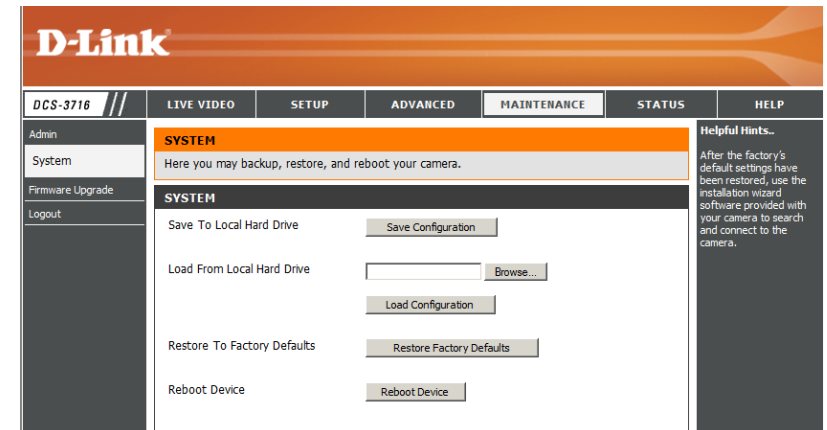 D-Link
DCS-3716 LIVE VIDEO SETUP ADVANCED MAINTENANCE STATUS HELP
Admin
System
Firmware Upgrade
Logout
SYSTEM
Here you may backup, restore, and reboot your camera.
SYSTEM
Save To Local Hard Drive Save Configuration
Load From Local Hard Drive Browse...
Load Configuration
Restore To Factory Defaults Restore Factory Defaults
Reboot Device Reboot Device
Helpful Hints..
After the factory's
default settings have
been restored, use the
installation wizard
software provided with
your camera to search
and connect to the
camera.